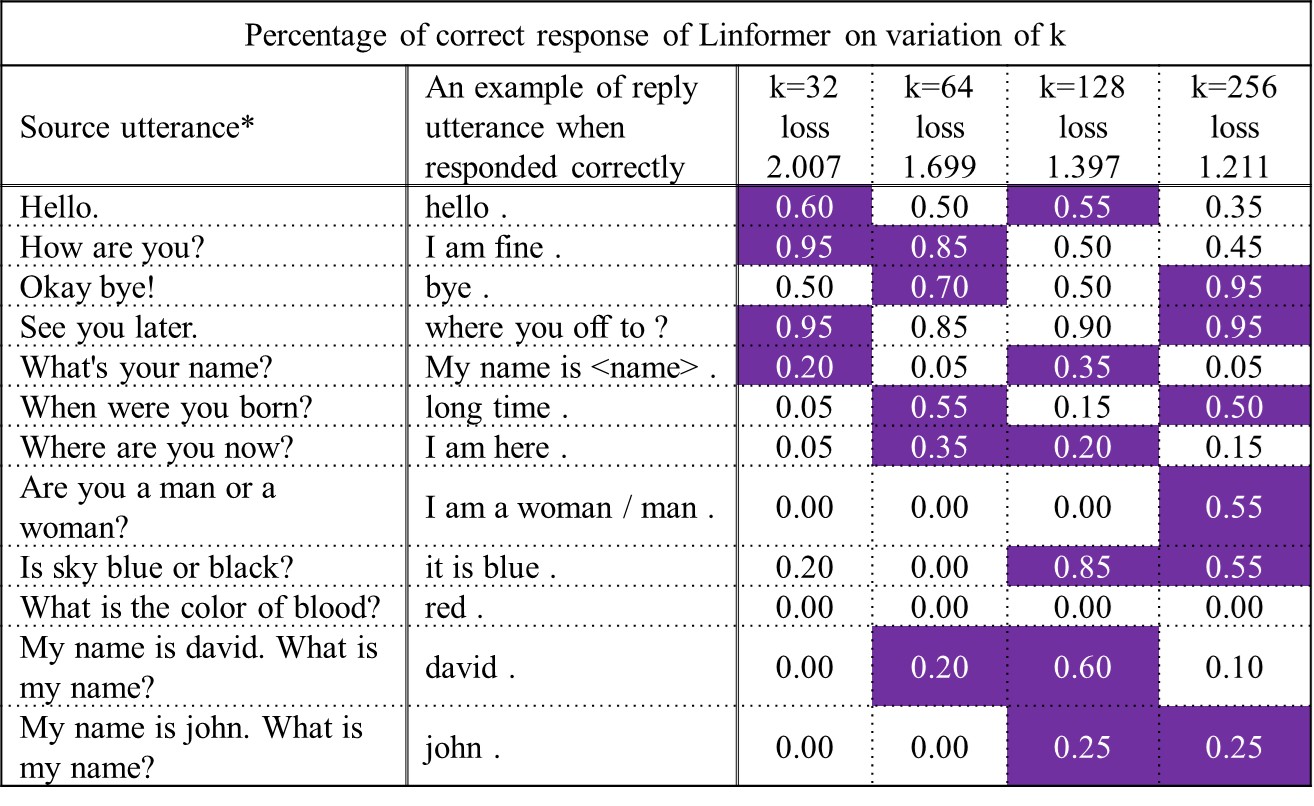 Percentage of correct response of Linformer on variation of k
Source utterance*
An example of reply
utterance when
responded correctly
k=32
loss
2.007
k=64
loss
1.699
k=128
loss
1.397
k=256
loss
1.211
Hello. hello . 0.60 0.50 0.55 0.35
How are you? I am fine . 0.95 0.85 0.50 0.45
Okay bye! bye . 0.50 0.70 0.50 0.95
See you later. where you off to ? 0.95 0.85 0.90 0.95
What's your name? My name is <name> . 0.20 0.05 0.35 0.05
When were you born? long time . 0.05 0.55 0.15 0.50
Where are you now? I am here . 0.05 0.35 0.20 0.15
Are you a man or a
woman?
I am a woman / man . 0.00 0.00 0.00 0.55
Is sky blue or black? it is blue . 0.20 0.00 0.85 0.55
What is the color of blood? red . 0.00 0.00 0.00 0.00
My name is david. What is
my name?
david . 0.00 0.20 0.60 0.10
My name is john. What is
my name?
john . 0.00 0.00 0.25 0.25